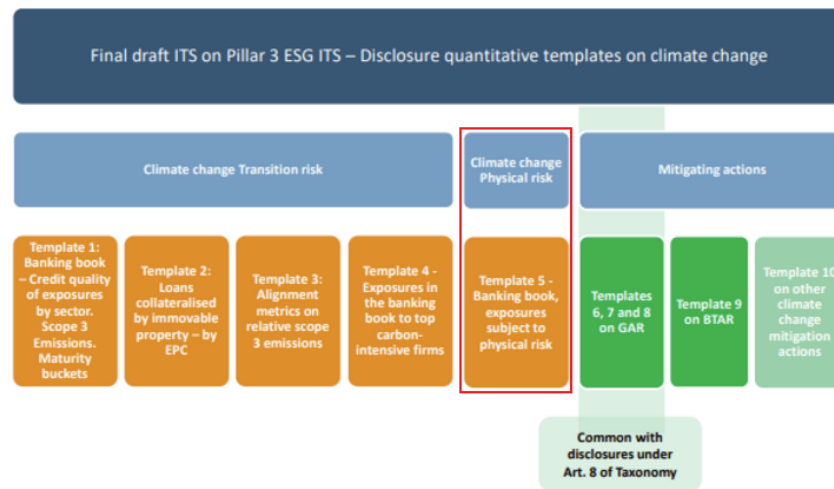 Final draft ITS on Pillar 3 ESG ITS – Disclosure quantitative templates on climate change
Climate change Transition risk
Climate change
Physical risk
Mitigating actions
Template 1:
Banking book
– Credit quality
of exposures
by sector.
Scope 3
Emissions.
Maturity
buckets
Template 2:
Loans
collateralised
by immovable
property – by
EPC
Template 3:
Alignment
metrics on
relative scope
3 emissions
Template 4 -
Exposures in
the banking
book to top
carbon-
intensive firms
Template 5 -
Banking book,
exposures
subject to
physical risk
Templates
6, 7 and 8
on GAR
Template 9
on BTAR
Template 10
on other
climate
change
mitigation
actions
Common with
disclosures under
Art. 8 of Taxonomy